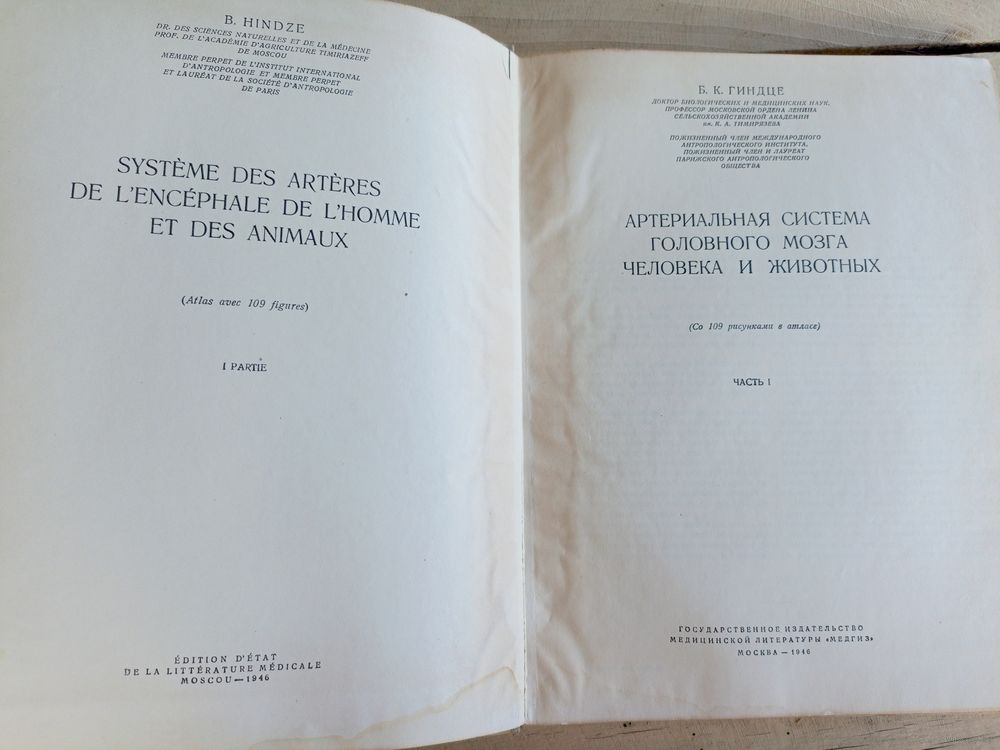 B. HINDZE
DR. DES SCIENCES NATURELLES ET DE LA MÉDECINE
PROF. DE L'ACADÉMIE D'AGRICULTURE TIMIRIAZEFF
DE MOSCOU
MEMBRE PERPET DE L'INSTITUT INTERNATIONAL
D'ANTROPOLOGIE ET MEMBRE PERPET
ET LAURÉAT DE LA SOCIÉTÉ D'ANTROPOLOGIE
DE PARIS
SYSTÈME DES ARTÈRES
DE L'ENCÉPHALE DE L'HOMME
ET DES ANIMAUX
(Atlas avec 109 figures)
I PARTIE
ÉDITION D'ÉTAT
DE LA LITTÉRATURE MÉDICALE
MOSCOU—1946
Б. К. ГИНДЦЕ
ДОКТОР БИОЛОГИЧЕСКИХ И МЕДИЦИНСКИХ НАУК,
ПРОФЕССОР МОСКОВСКОЙ ОРДЕНА ЛЕНИНА
СЕЛЬСКОХОЗЯЙСТВЕННОЙ АКАДЕМИИ
им. К. А. ТИМИРЯЗЕВА
ПОЖИЗНЕННЫЙ ЧЛЕН МЕЖДУНАРОДНОГО
АНТРОПОЛОГИЧЕСКОГО ИНСТИТУТА,
ПОЖИЗНЕННЫЙ ЧЛЕН И ЛАУРЕАТ
ПАРИЖСКОГО АНТРОПОЛОГИЧЕСКОГО
ОБЩЕСТВА
АРТЕРИАЛЬНАЯ СИСТЕМА
ГОЛОВНОГО МОЗГА
ЧЕЛОВЕКА И ЖИВОТНЫХ
(Со 109 рисунками в атласе)
ЧАСТЬ I
ГОСУДАРСТВЕННОЕ ИЗДАТЕЛЬСТВО
МЕДИЦИНСКОЙ ЛИТЕРАТУРЫ «МЕДГИЗ»
МОСКВА—1946